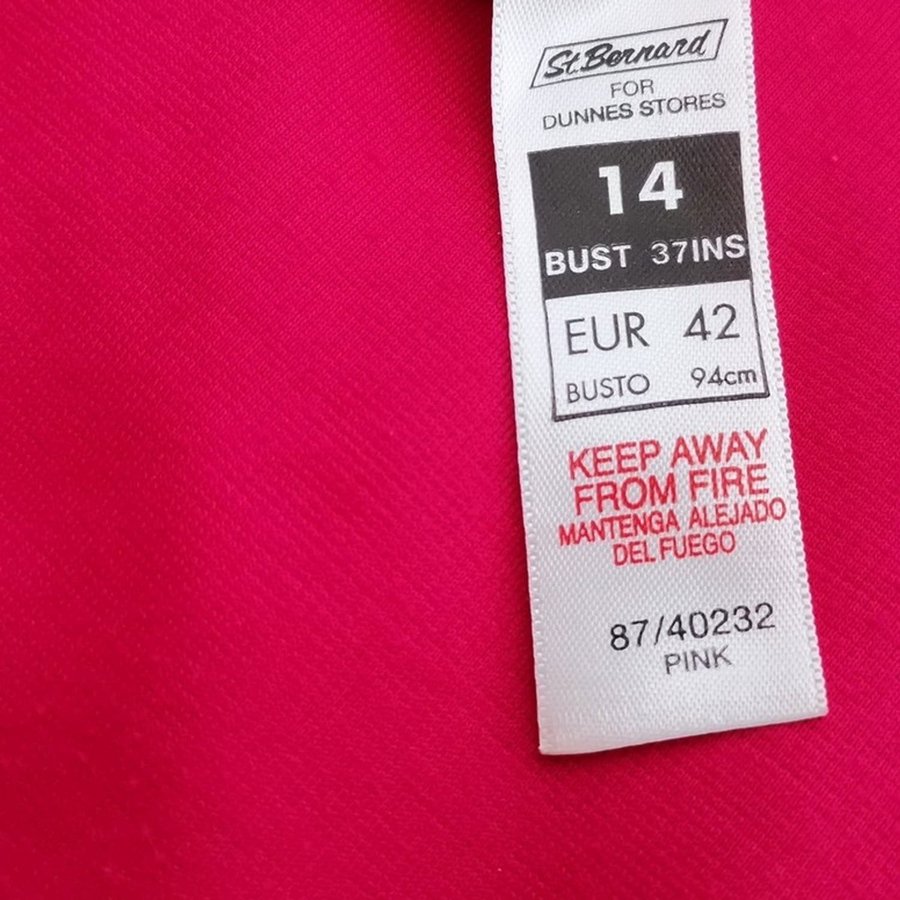 St.Bernard
FOR
DUNNES STORES
14
BUST 37INS
EUR 42
BUSTO 94cm
KEEP AWAY
FROM FIRE
MANTENGA ALEJADO
DEL FUEGO
87/40232
PINK